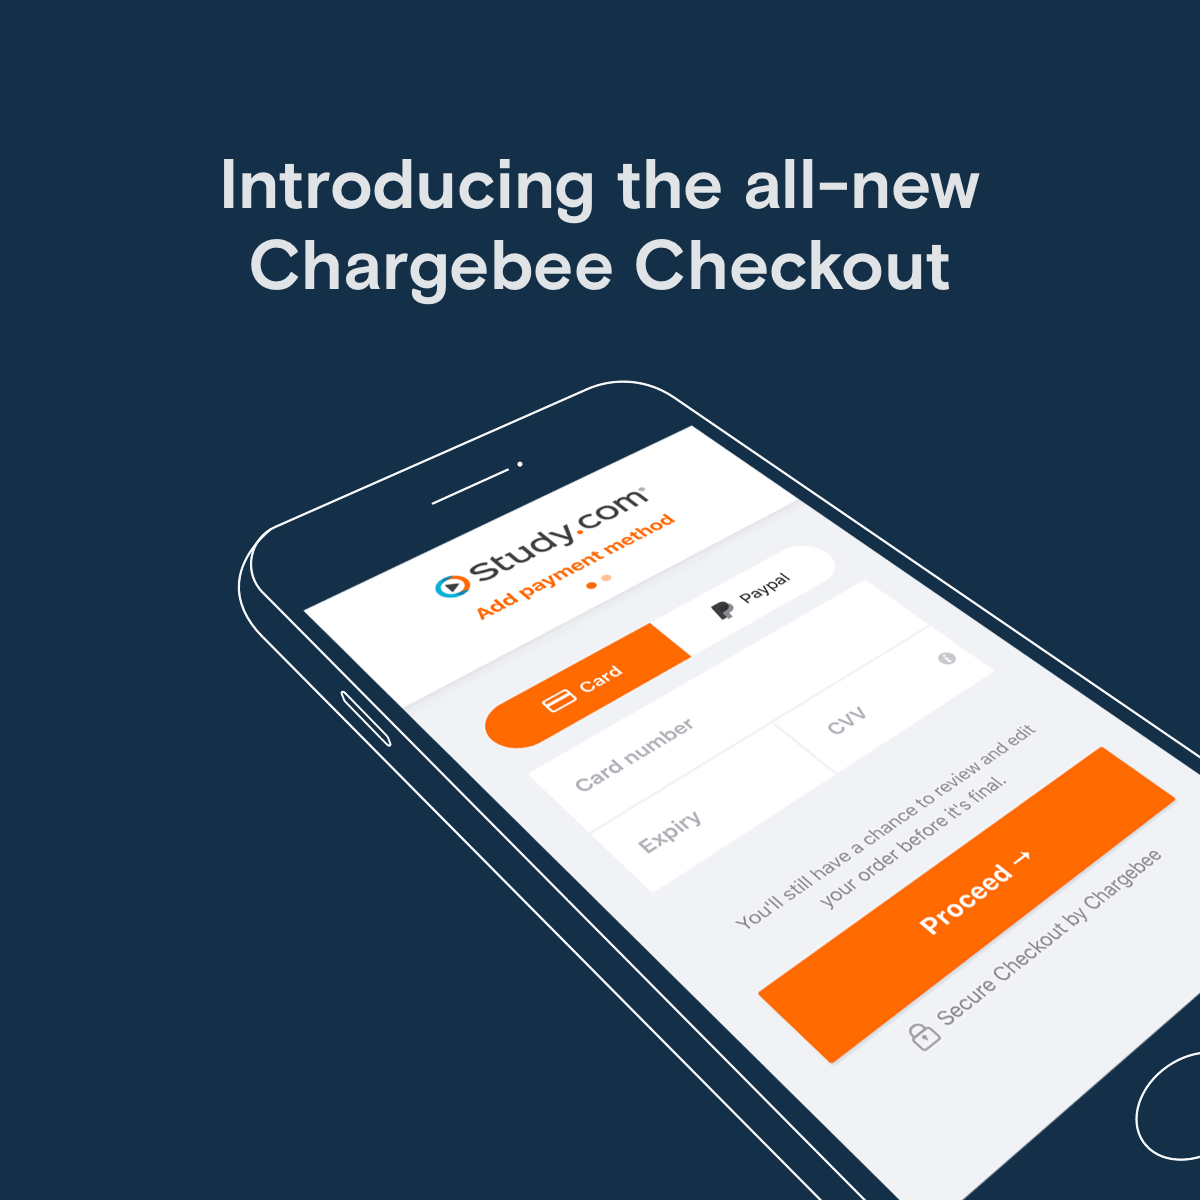 Introducing the all-new
Chargebee Checkout
Study.com®
Add payment method
Card
Paypal
Card number
Expiry
CVV
You'll still have a chance to review and edit
your order before it's final.
Proceed →
Secure Checkout by Chargebee